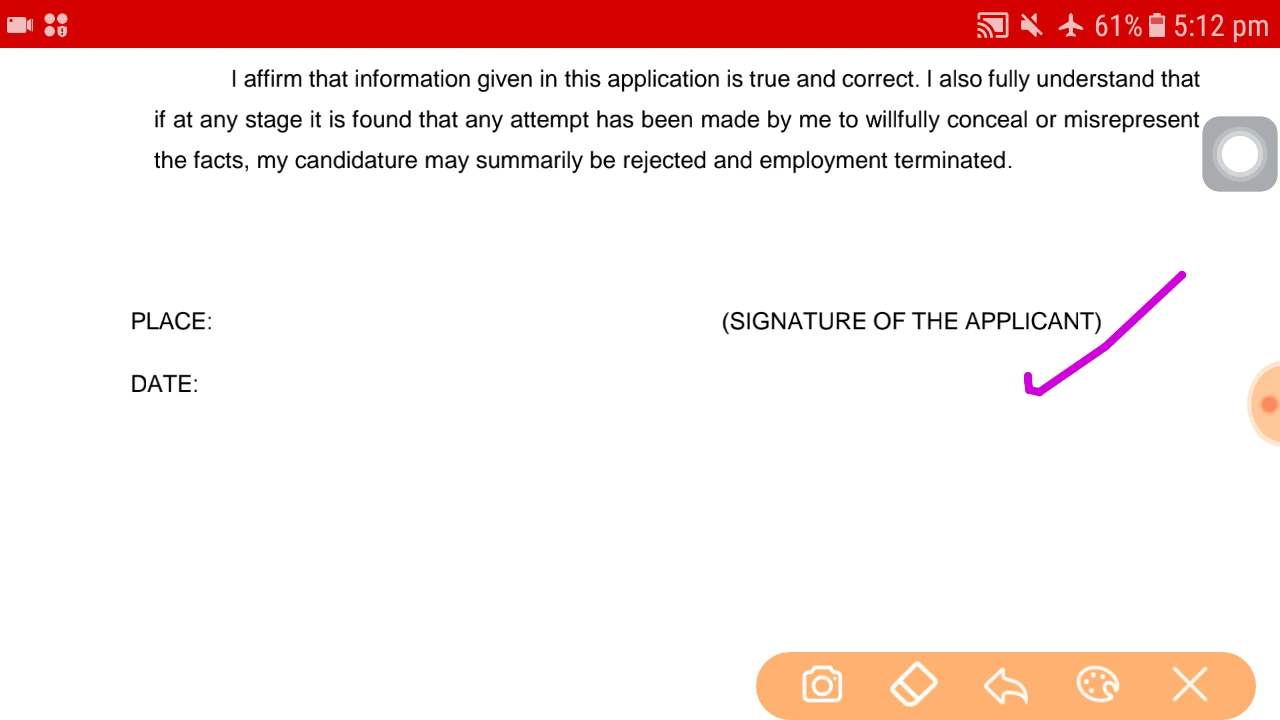 61% 5:12 pm
I affirm that information given in this application is true and correct. I also fully understand that
if at any stage it is found that any attempt has been made by me to willfully conceal or misrepresent
the facts, my candidature may summarily be rejected and employment terminated.
PLACE: (SIGNATURE OF THE APPLICANT)
DATE: